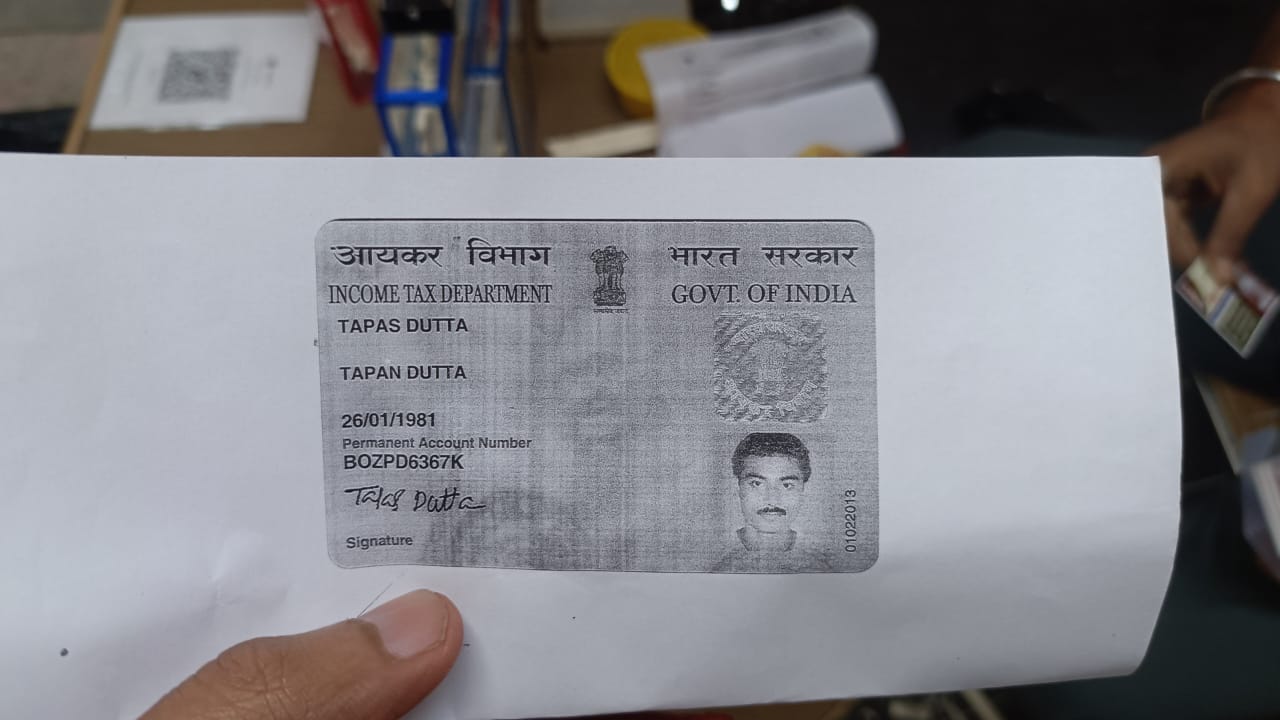 आयकर विभाग
INCOME TAX DEPARTMENT
भारत सरकार
GOVT. OF INDIA
TAPAS DUTTA
TAPAN DUTTA
26/01/1981
Permanent Account Number
BOZPD6367K
Tapas Dutta
Signature
01022013